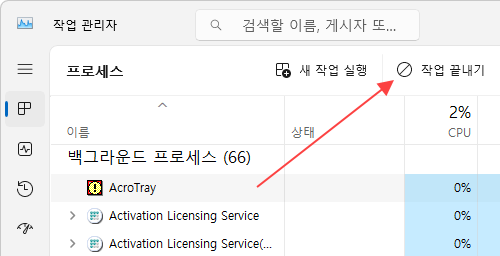 작업 관리자
검색할 이름, 게시자 또...
프로세스
새 작업 실행
작업 끝내기
2%
이름
상태
CPU
백그라운드 프로세스 (66)
AcroTray
0%
Activation Licensing Service
0%
Activation Licensing Service(...
0%